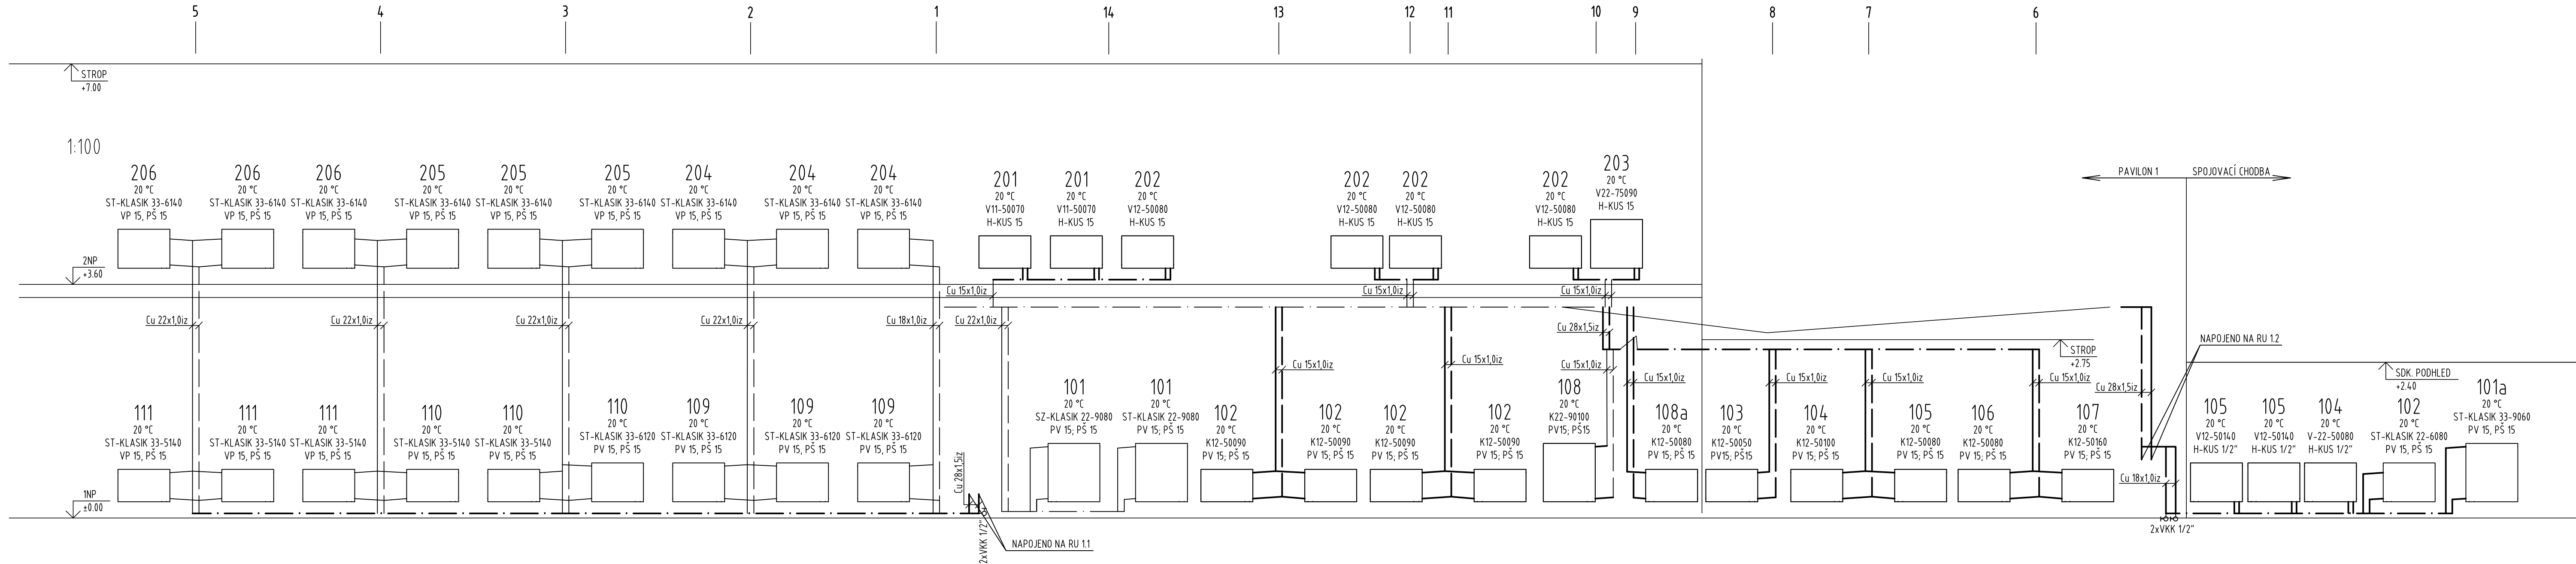 5 4 3 2 1 14 13 12 11 10 9 8 7 6
STROP
+7.00
1:100
206
20 °C
ST-KLASIK 33-6140
VP 15, PŠ 15
206
20 °C
ST-KLASIK 33-6140
VP 15, PŠ 15
206
20 °C
ST-KLASIK 33-6140
VP 15, PŠ 15
205
20 °C
ST-KLASIK 33-6140
VP 15, PŠ 15
205
20 °C
ST-KLASIK 33-6140
VP 15, PŠ 15
205
20 °C
ST-KLASIK 33-6140
VP 15, PŠ 15
204
20 °C
ST-KLASIK 33-6140
VP 15, PŠ 15
204
20 °C
ST-KLASIK 33-6140
VP 15, PŠ 15
204
20 °C
ST-KLASIK 33-6140
VP 15, PŠ 15
201
20 °C
V11-50070
H-KUS 15
201
20 °C
V11-50070
H-KUS 15
202
20 °C
V12-50080
H-KUS 15
202
20 °C
V12-50080
H-KUS 15
202
20 °C
V12-50080
H-KUS 15
202
20 °C
V12-50080
H-KUS 15
203
20 °C
V22-75090
H-KUS 15
PAVILON 1
SPOJOVACÍ CHODBA
2NP
+3.60
Cu 15x1,0iz
Cu 15x1,0iz
Cu 15x1,0iz
Cu 22x1,0iz
Cu 22x1,0iz
Cu 22x1,0iz
Cu 22x1,0iz
Cu 18x1,0iz
Cu 22x1,0iz
Cu 28x1,5iz
Cu 15x1,0iz
Cu 15x1,0iz
Cu 15x1,0iz
Cu 15x1,0iz
Cu 15x1,0iz
Cu 15x1,0iz
Cu 15x1,0iz
STROP
+2.75
Cu 28x1,5iz
NAPOJENO NA RU 1.2
SDK. PODHLED
+2.40
111
20 °C
ST-KLASIK 33-5140
VP 15, PŠ 15
111
20 °C
ST-KLASIK 33-5140
VP 15, PŠ 15
111
20 °C
ST-KLASIK 33-5140
VP 15, PŠ 15
110
20 °C
ST-KLASIK 33-5140
PV 15, PŠ 15
110
20 °C
ST-KLASIK 33-5140
PV 15, PŠ 15
110
20 °C
ST-KLASIK 33-6120
PV 15; PŠ 15
109
20 °C
ST-KLASIK 33-6120
PV 15; PŠ 15
109
20 °C
ST-KLASIK 33-6120
PV 15; PŠ 15
109
20 °C
ST-KLASIK 33-6120
PV 15; PŠ 15
101
20 °C
SZ-KLASIK 22-9080
PV 15; PŠ 15
101
20 °C
ST-KLASIK 22-9080
PV 15; PŠ 15
102
20 °C
K12-50090
PV 15; PŠ 15
102
20 °C
K12-50090
PV 15; PŠ 15
102
20 °C
K12-50090
PV 15; PŠ 15
102
20 °C
K12-50090
PV 15; PŠ 15
108
20 °C
K22-90100
PV15; PŠ15
108a
20 °C
K12-50080
PV 15; PŠ 15
103
20 °C
K12-50050
PV15; PŠ15
104
20 °C
K12-50100
PV 15; PŠ 15
105
20 °C
K12-50080
PV 15; PŠ 15
106
20 °C
K12-50080
PV 15; PŠ 15
107
20 °C
K12-50160
PV 15; PŠ 15
105
20 °C
V12-50140
H-KUS 1/2"
105
20 °C
V12-50140
H-KUS 1/2"
104
20 °C
V-22-50080
H-KUS 1/2"
102
20 °C
ST-KLASIK 22-6080
PV 15, PŠ 15
101a
20 °C
ST-KLASIK 33-9060
PV 15, PŠ 15
1NP
±0.00
Cu 28x1,5iz
2xVKK 1/2"
NAPOJENO NA RU 1.1
Cu 18x1,0iz
2xVKK 1/2"